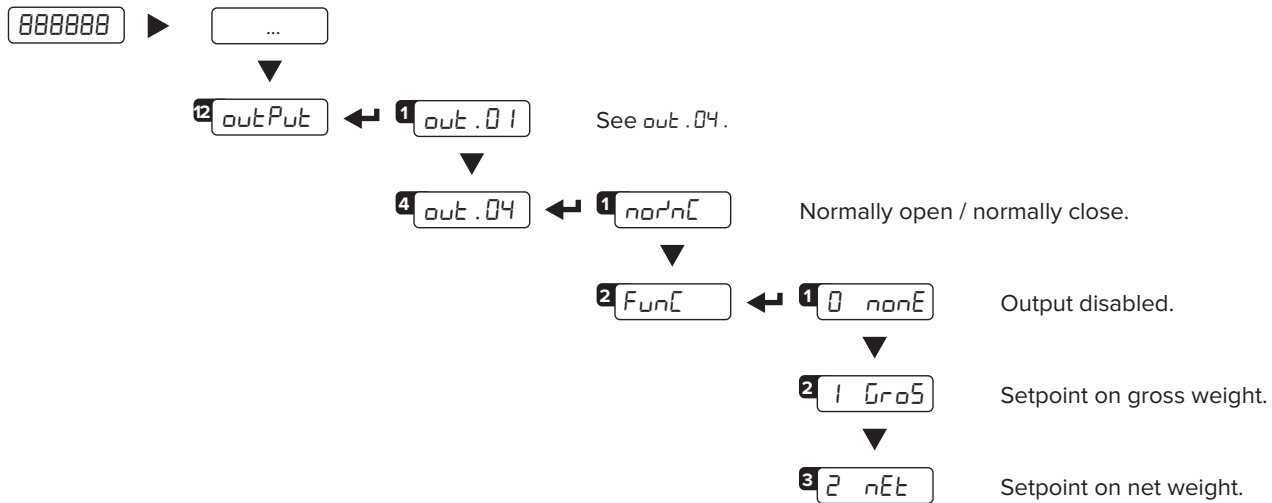 888888
...
12 outPut 1 out.01 See out.04.
4 out.04 1 no/nC Normally open / normally close.
2 FunC 1 0 nonE Output disabled.
2 1 GroS Setpoint on gross weight.
3 2 nEt Setpoint on net weight.